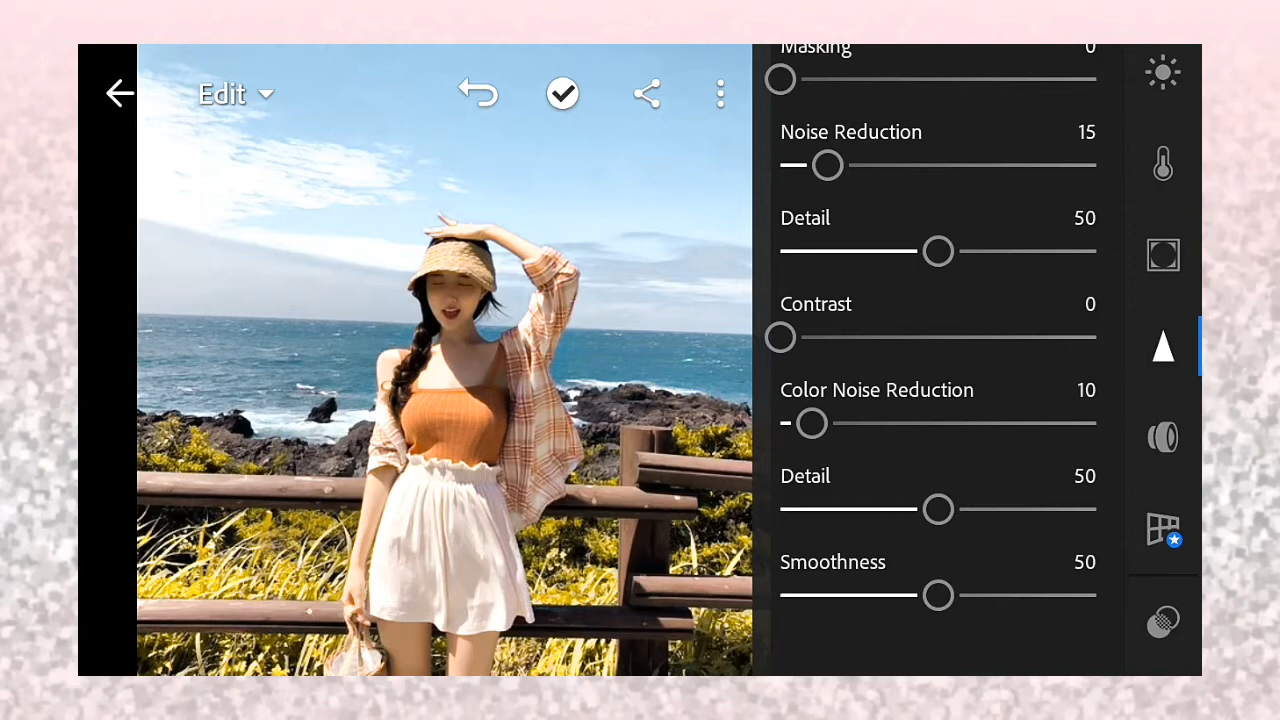 Edit
Masking 0
Noise Reduction 15
Detail 50
Contrast 0
Color Noise Reduction 10
Detail 50
Smoothness 50